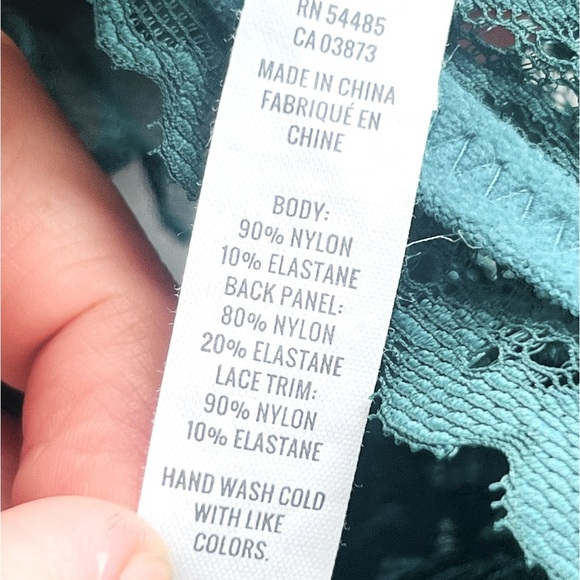 RN 54485
CA 03873
MADE IN CHINA
FABRIQUÉ EN
CHINE
BODY:
90% NYLON
10% ELASTANE
BACK PANEL:
80% NYLON
20% ELASTANE
LACE TRIM:
90% NYLON
10% ELASTANE
HAND WASH COLD
WITH LIKE
COLORS.